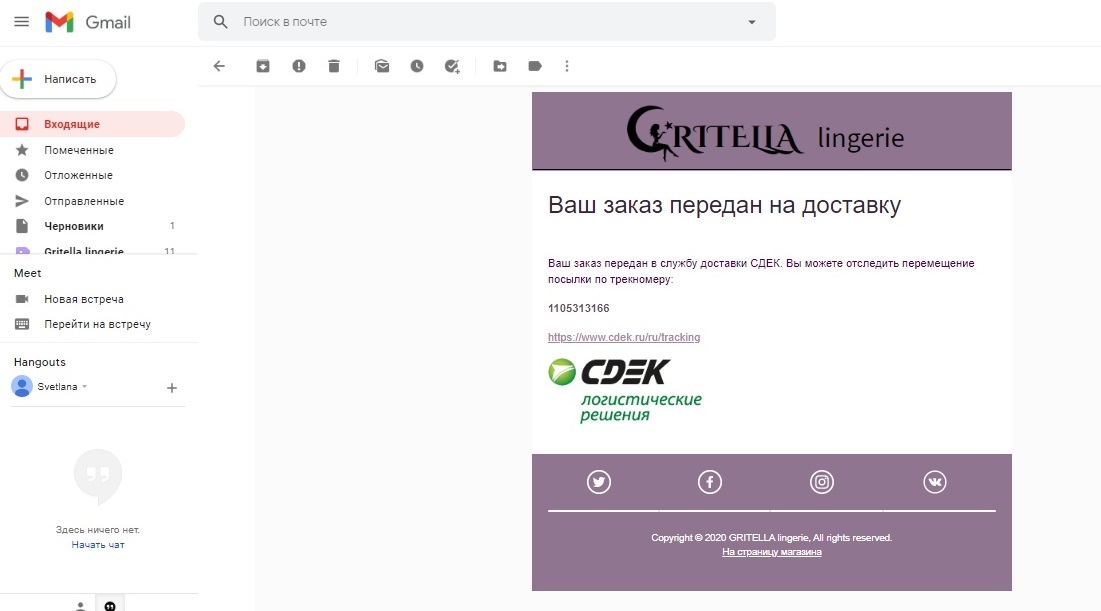 Gmail
Поиск в почте
Написать
Входящие
Помеченные
Отложенные
Отправленные
Черновики 1
Gritella lingerie 11
Meet
Новая встреча
Перейти на встречу
Hangouts
Svetlana
Здесь ничего нет.
Начать чат
GRITELLA lingerie
Ваш заказ передан на доставку
Ваш заказ передан в службу доставки СДЕК. Вы можете отследить перемещение
посылки по трекномеру:
1105313166
https://www.cdek.ru/ru/tracking
CDEK
логистические
решения
Copyright © 2020 GRITELLA lingerie, All rights reserved.
На страницу магазина